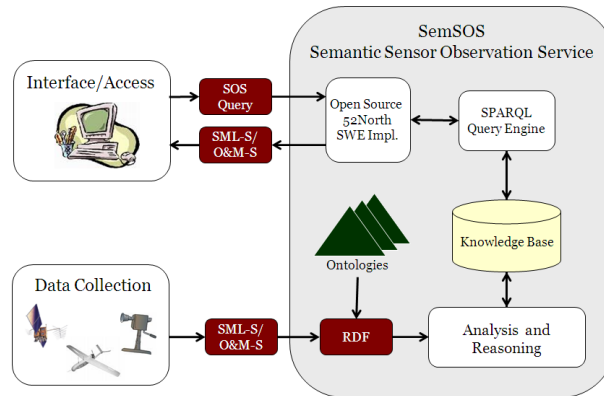 SemSOS
Semantic Sensor Observation Service
Interface/Access
SOS
Query
SML-S/
O&M-S
Open Source
52North
SWE Impl.
SPARQL
Query Engine
Ontologies
Knowledge Base
Data Collection
SML-S/
O&M-S
RDF
Analysis and
Reasoning